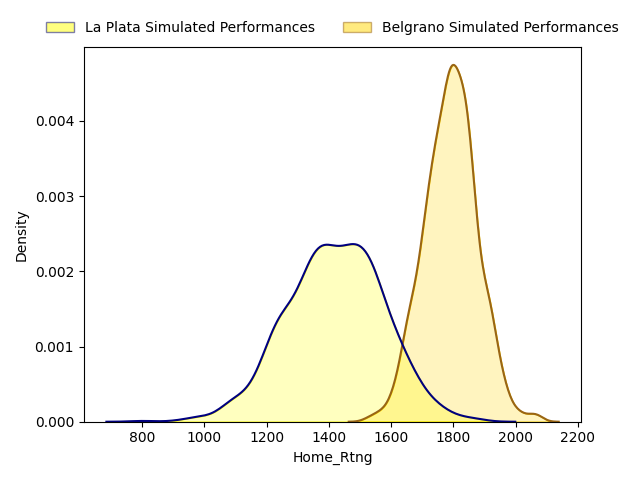 La Plata Simulated Performances
Belgrano Simulated Performances
0.004
0.003
0.002
0.001
0.000
Density
800 1000 1200 1400 1600 1800 2000 2200
Home_Rtng